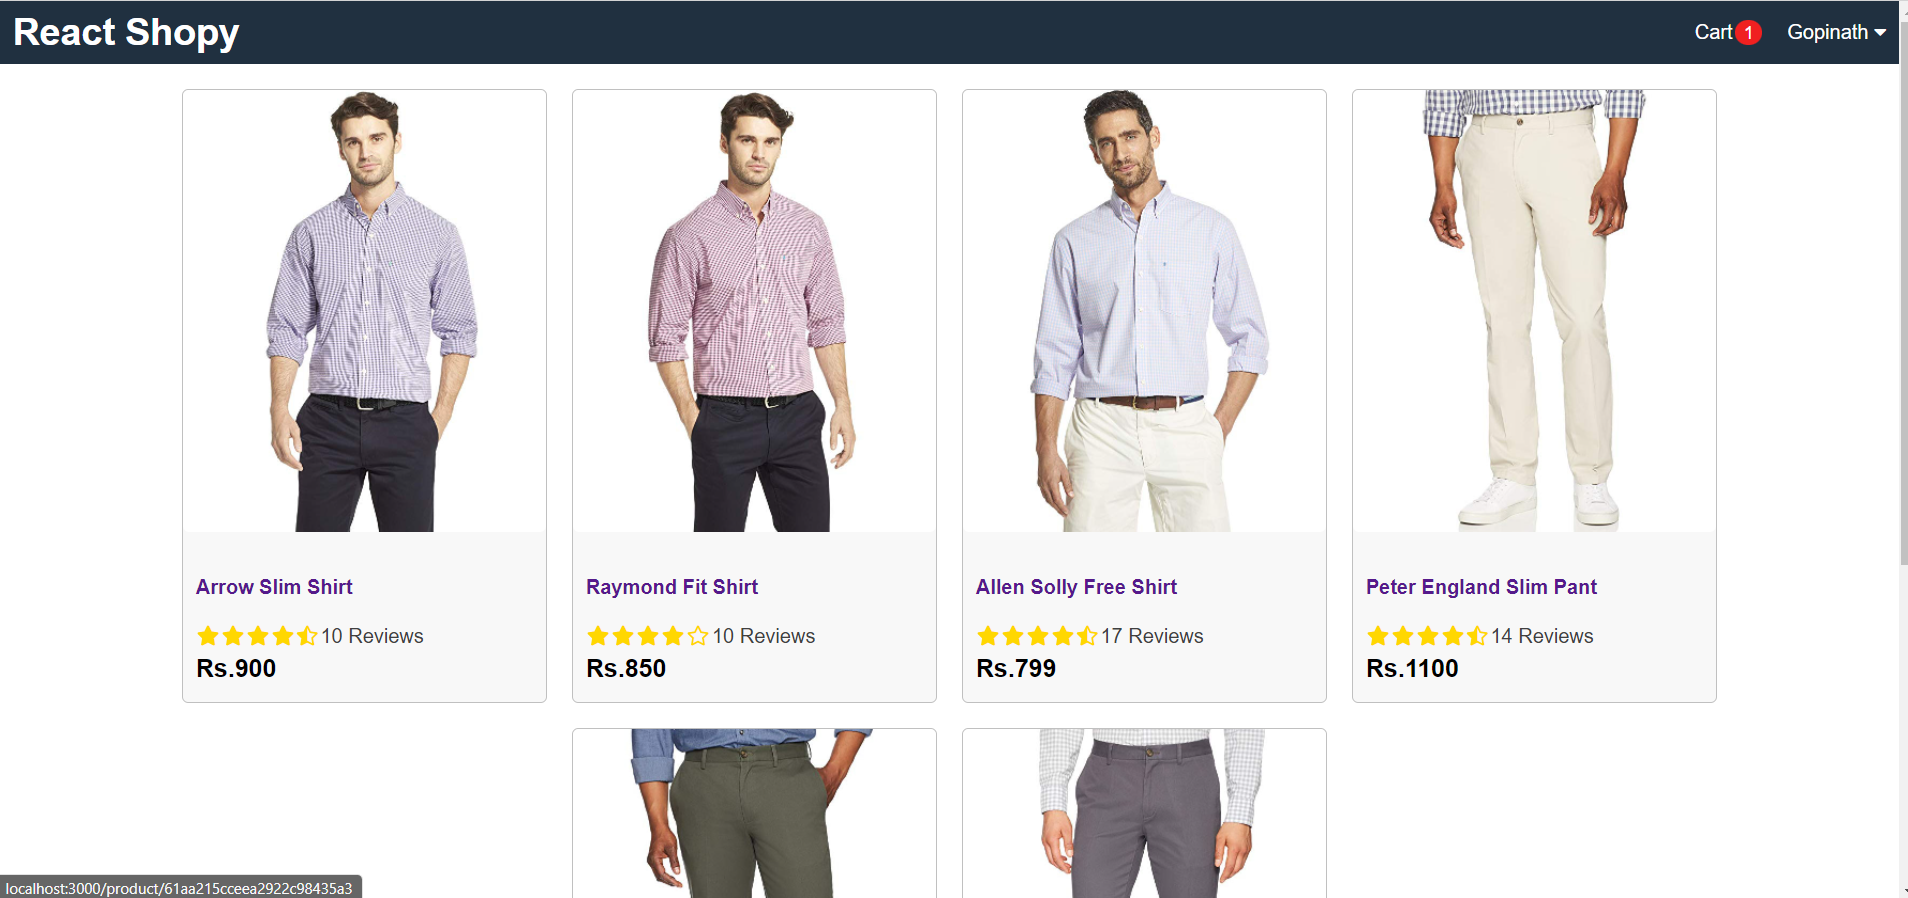 React Shopy
Cart 1 Gopinath
Arrow Slim Shirt
10 Reviews
Rs.900
Raymond Fit Shirt
10 Reviews
Rs.850
Allen Solly Free Shirt
17 Reviews
Rs.799
Peter England Slim Pant
14 Reviews
Rs.1100
localhost:3000/product/61aa215cceea2922c98435a3